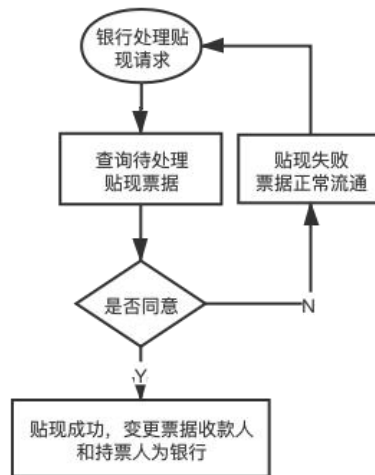 银行处理贴
现请求
查询待处理
贴现票据
贴现失败
票据正常流通
是否同意
N
Y
贴现成功，变更票据收款人
和持票人为银行